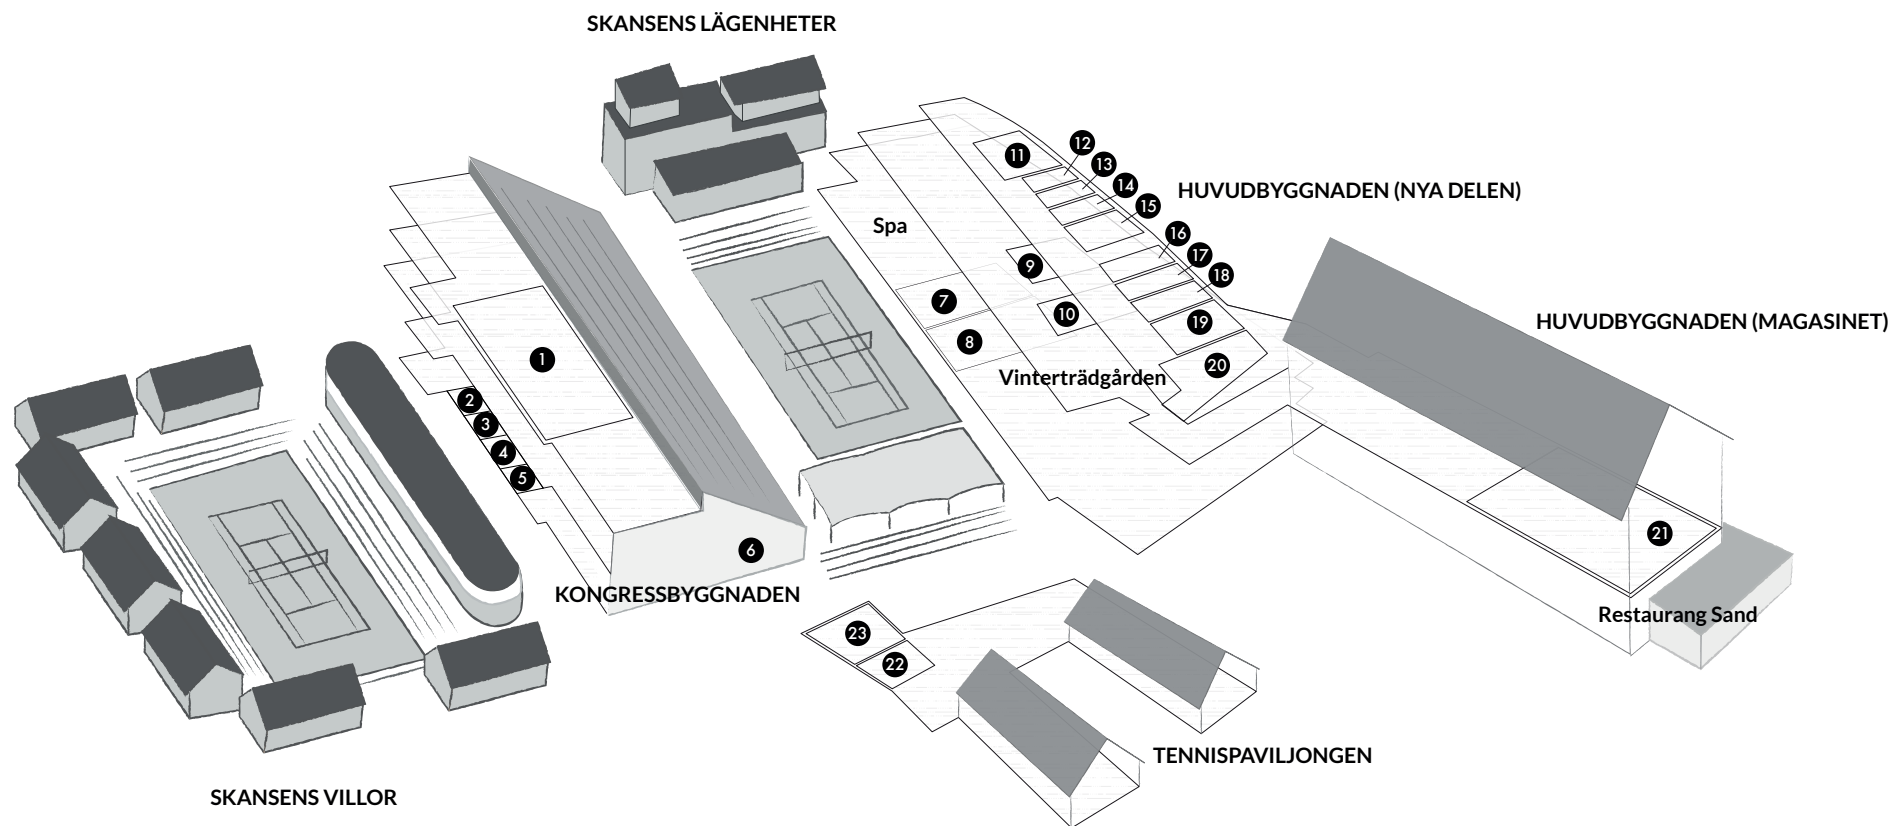 SKANSENS LÄGENHETER
12
11
13
14
HUVUDBYGGNADEN (NYA DELEN)
15
Spa
16
17
9
18
7
10
19
HUVUDBYGGNADEN (MAGASINET)
8
1
20
Vinterträdgården
2
3
4
5
21
6
KONGRESSBYGGNADEN
Restaurang Sand
23
22
TENNISPAVILJONGEN
SKANSENS VILLOR